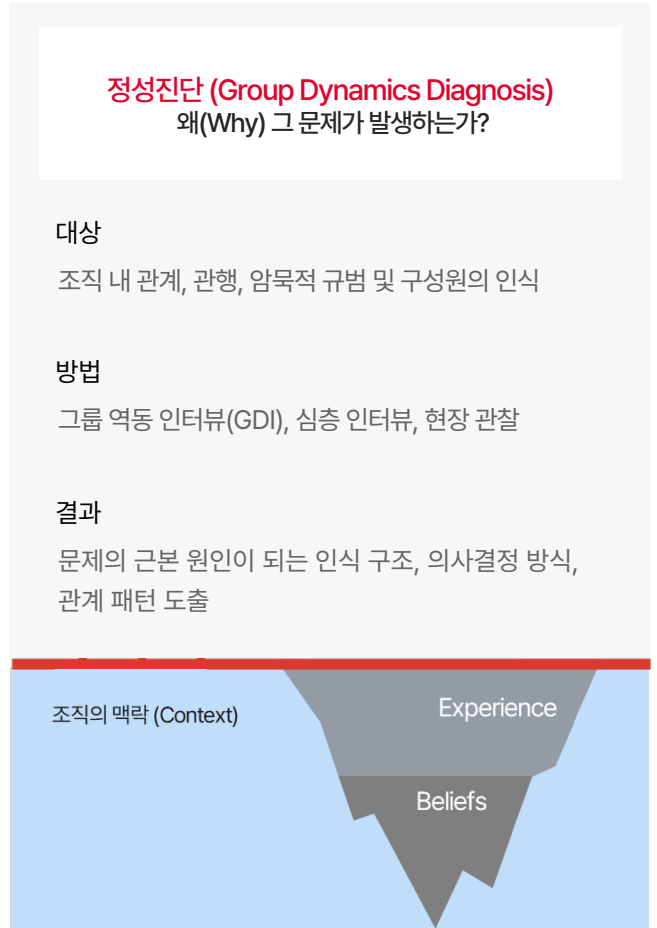 정성진단 (Group Dynamics Diagnosis)
왜(Why) 그 문제가 발생하는가?
대상
조직 내 관계, 관행, 암묵적 규범 및 구성원의 인식
방법
그룹 역동 인터뷰(GDI), 심층 인터뷰, 현장 관찰
결과
문제의 근본 원인이 되는 인식 구조, 의사결정 방식,
관계 패턴 도출
조직의 맥락 (Context)
Experience
Beliefs